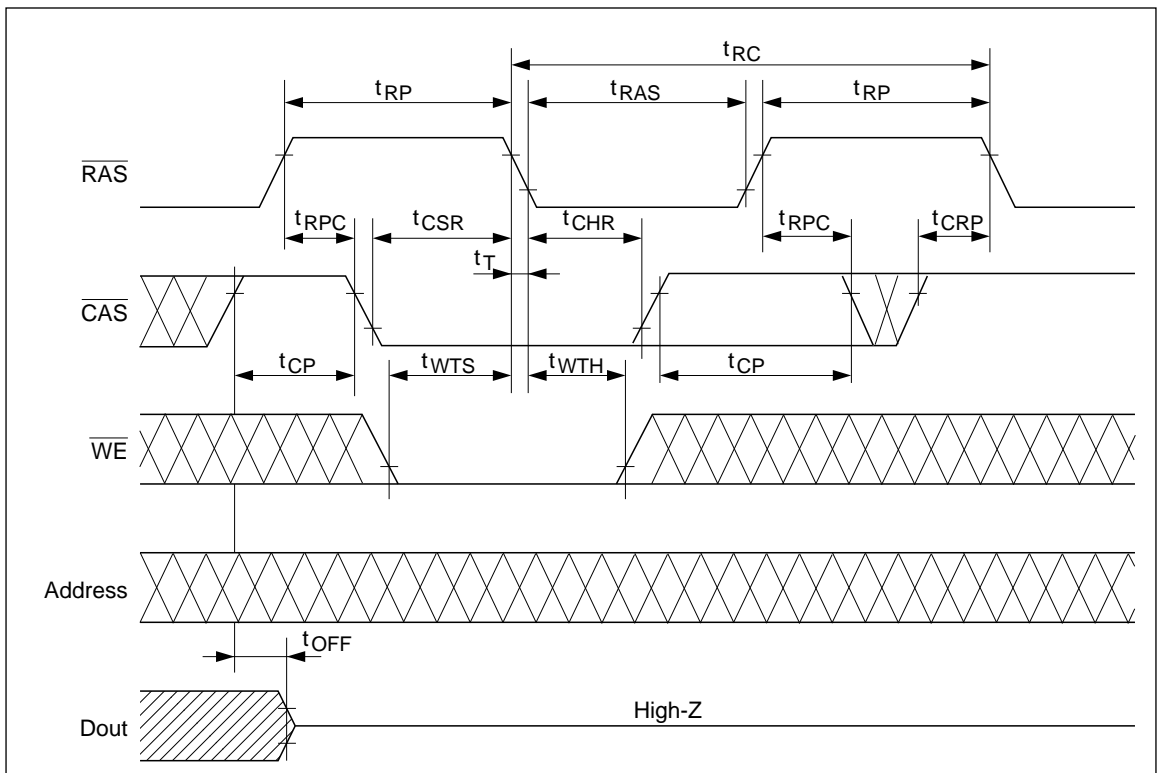 tRC
tRP tRAS tRP
RAS
tRPC tCSR tCHR tRPC tCRP
tT
CAS
tCP tWTS tWTH tCP
WE
Address
tOFF
High-Z
Dout